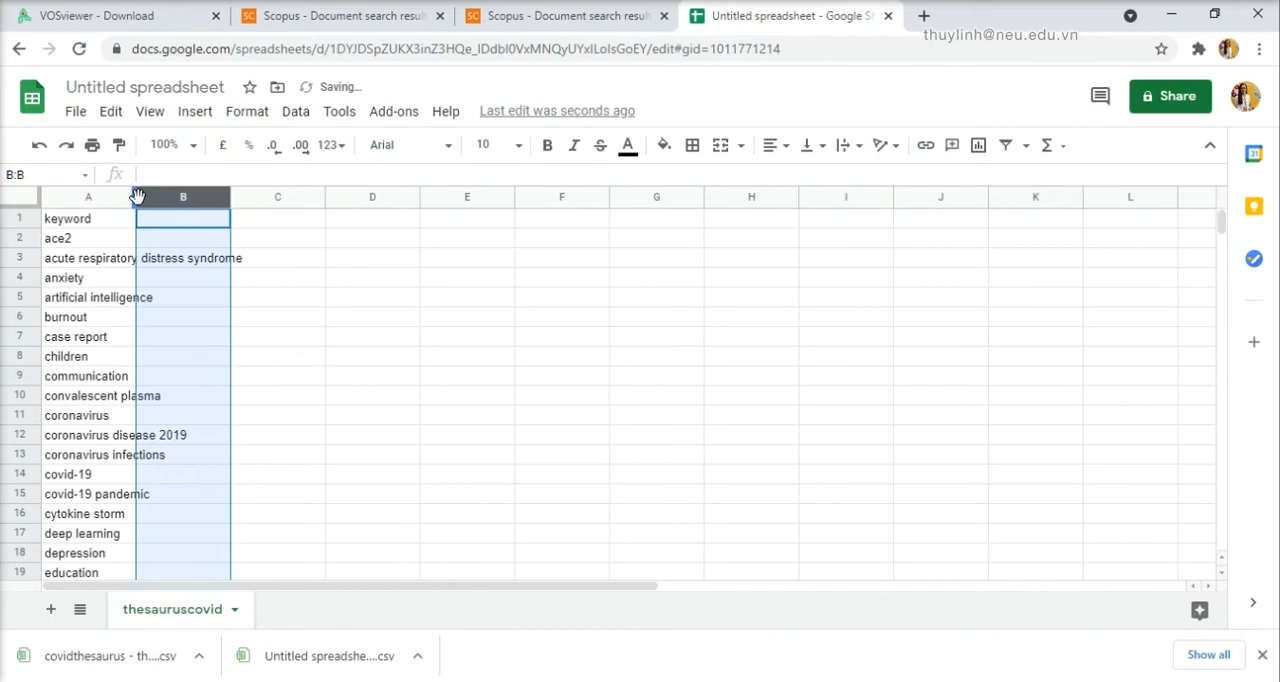 VOSviewer - Download
Scopus - Document search result
Scopus - Document search result
Untitled spreadsheet - Google Sh
docs.google.com/spreadsheets/d/1DYJDSpZUKX3inZ3HQe_IDdbI0VxMNQyUYxILoIsGoEY/edit#gid=1011771214
thuylinh@neu.edu.vn
Untitled spreadsheet
Saving...
File Edit View Insert Format Data Tools Add-ons Help Last edit was seconds ago
Share
100% £ % .0 .00 123 Arial 10 B I S A
B:B fx
A B C D E F G H I J K L
1 keyword
2 ace2
3 acute respiratory distress syndrome
4 anxiety
5 artificial intelligence
6 burnout
7 case report
8 children
9 communication
10 convalescent plasma
11 coronavirus
12 coronavirus disease 2019
13 coronavirus infections
14 covid-19
15 covid-19 pandemic
16 cytokine storm
17 deep learning
18 depression
19 education
thesauruscovid
covidthesaurus - th....csv
Untitled spreadshe....csv
Show all